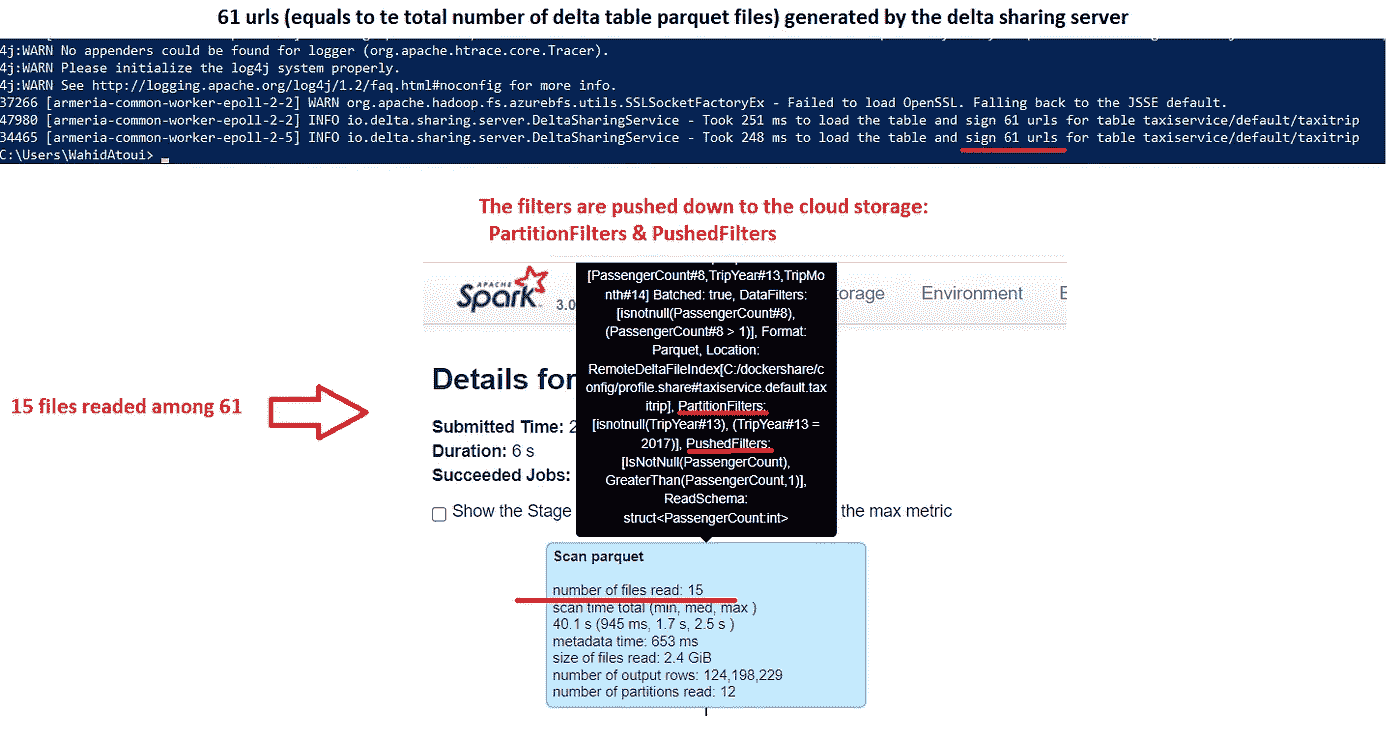 61 urls (equals to te total number of delta table parquet files) generated by the delta sharing server
4j:WARN No appenders could be found for logger (org.apache.htrace.core.Tracer).
4j:WARN Please initialize the log4j system properly.
4j:WARN See http://logging.apache.org/log4j/1.2/faq.html#noconfig for more info.
37266 [armeria-common-worker-epoll-2-2] WARN org.apache.hadoop.fs.azurebfs.utils.SSLSocketFactoryEx - Failed to load OpenSSL. Falling back to the JSSE default.
47980 [armeria-common-worker-epoll-2-2] INFO io.delta.sharing.server.DeltaSharingService - Took 251 ms to load the table and sign 61 urls for table taxiservice/default/taxitrip
34465 [armeria-common-worker-epoll-2-5] INFO io.delta.sharing.server.DeltaSharingService - Took 248 ms to load the table and sign 61 urls for table taxiservice/default/taxitrip
C:\Users\WahidAtoui>
The filters are pushed down to the cloud storage:
PartitionFilters & PushedFilters
APACHE
Spark 3.0
orage Environment E
[PassengerCount#8,TripYear#13,TripMo
nth#14] Batched: true, DataFilters:
[isnotnull(PassengerCount#8),
(PassengerCount#8 > 1)], Format:
Parquet, Location:
RemoteDeltaFileIndex[C:/dockershare/c
onfig/profile.share#taxiservice.default.tax
itrip], PartitionFilters:
[isnotnull(TripYear#13), (TripYear#13 =
2017)], PushedFilters:
[IsNotNull(PassengerCount),
GreaterThan(PassengerCount,1)],
ReadSchema:
struct<PassengerCount:int>
Details for
15 files readed among 61
Submitted Time: 2
Duration: 6 s
Succeeded Jobs:
Show the Stage the max metric
Scan parquet
number of files read: 15
scan time total (min, med, max )
40.1 s (945 ms, 1.7 s, 2.5 s )
metadata time: 653 ms
size of files read: 2.4 GiB
number of output rows: 124,198,229
number of partitions read: 12